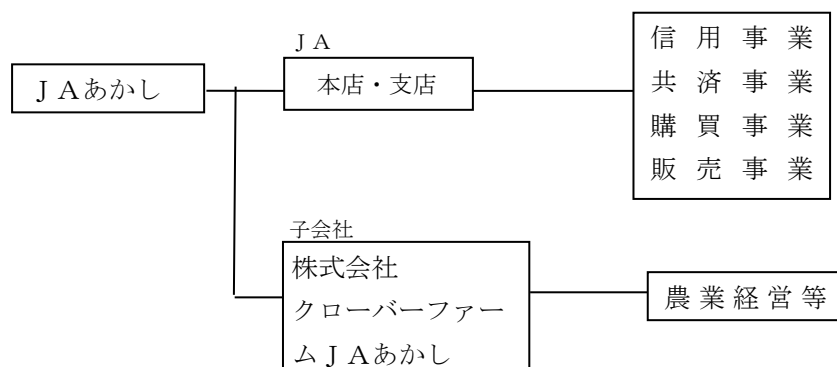 ＪＡあかし
ＪＡ
本店・支店
信用事業
共済事業
購買事業
販売事業
子会社
株式会社
クローバーファー
ムＪＡあかし
農業経営等